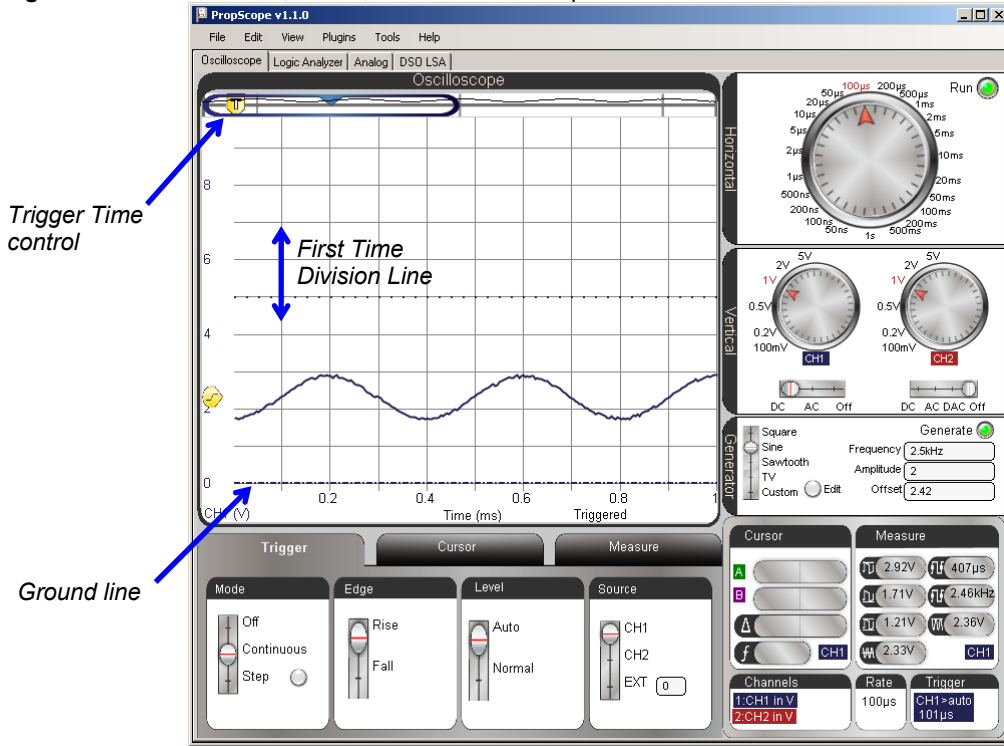 PropScope v1.1.0
File Edit View Plugins Tools Help
Oscilloscope Logic Analyzer Analog DSO LSA
Oscilloscope
T
8
6
4
2
0
0.2 0.4 0.6 0.8 1
CH1 (V) Time (ms) Triggered
Trigger Time
control
First Time
Division Line
Ground line
Horizontal
Run
50µs 100µs 200µs 500µs
20µs 1ms
10µs 2ms
5µs
2µs 10ms
1µs 20ms
500ns 50ms
200ns 100ms
100ns 200ms
50ns 1s 500ms
Vertical
2V 5V 2V 5V
1V 1V
0.5V 0.5V
0.2V 0.2V
100mV 100mV
CH1 CH2
DC AC Off DC AC DAC Off
Generator
Square Generate
Sine Frequency 2.5kHz
Sawtooth Amplitude 2
TV
Custom Edit Offset 2.42
Trigger Cursor Measure
Mode
Off
Continuous
Step
Edge
Rise
Fall
Level
Auto
Normal
Source
CH1
CH2
EXT 0
Cursor
A
B
Δ
f CH1
Measure
2.92V 407µs
1.71V 2.46kHz
1.21V 2.36V
2.33V CH1
Channels
1:CH1 in V
2:CH2 in V
Rate
100µs
Trigger
CH1>auto
101µs